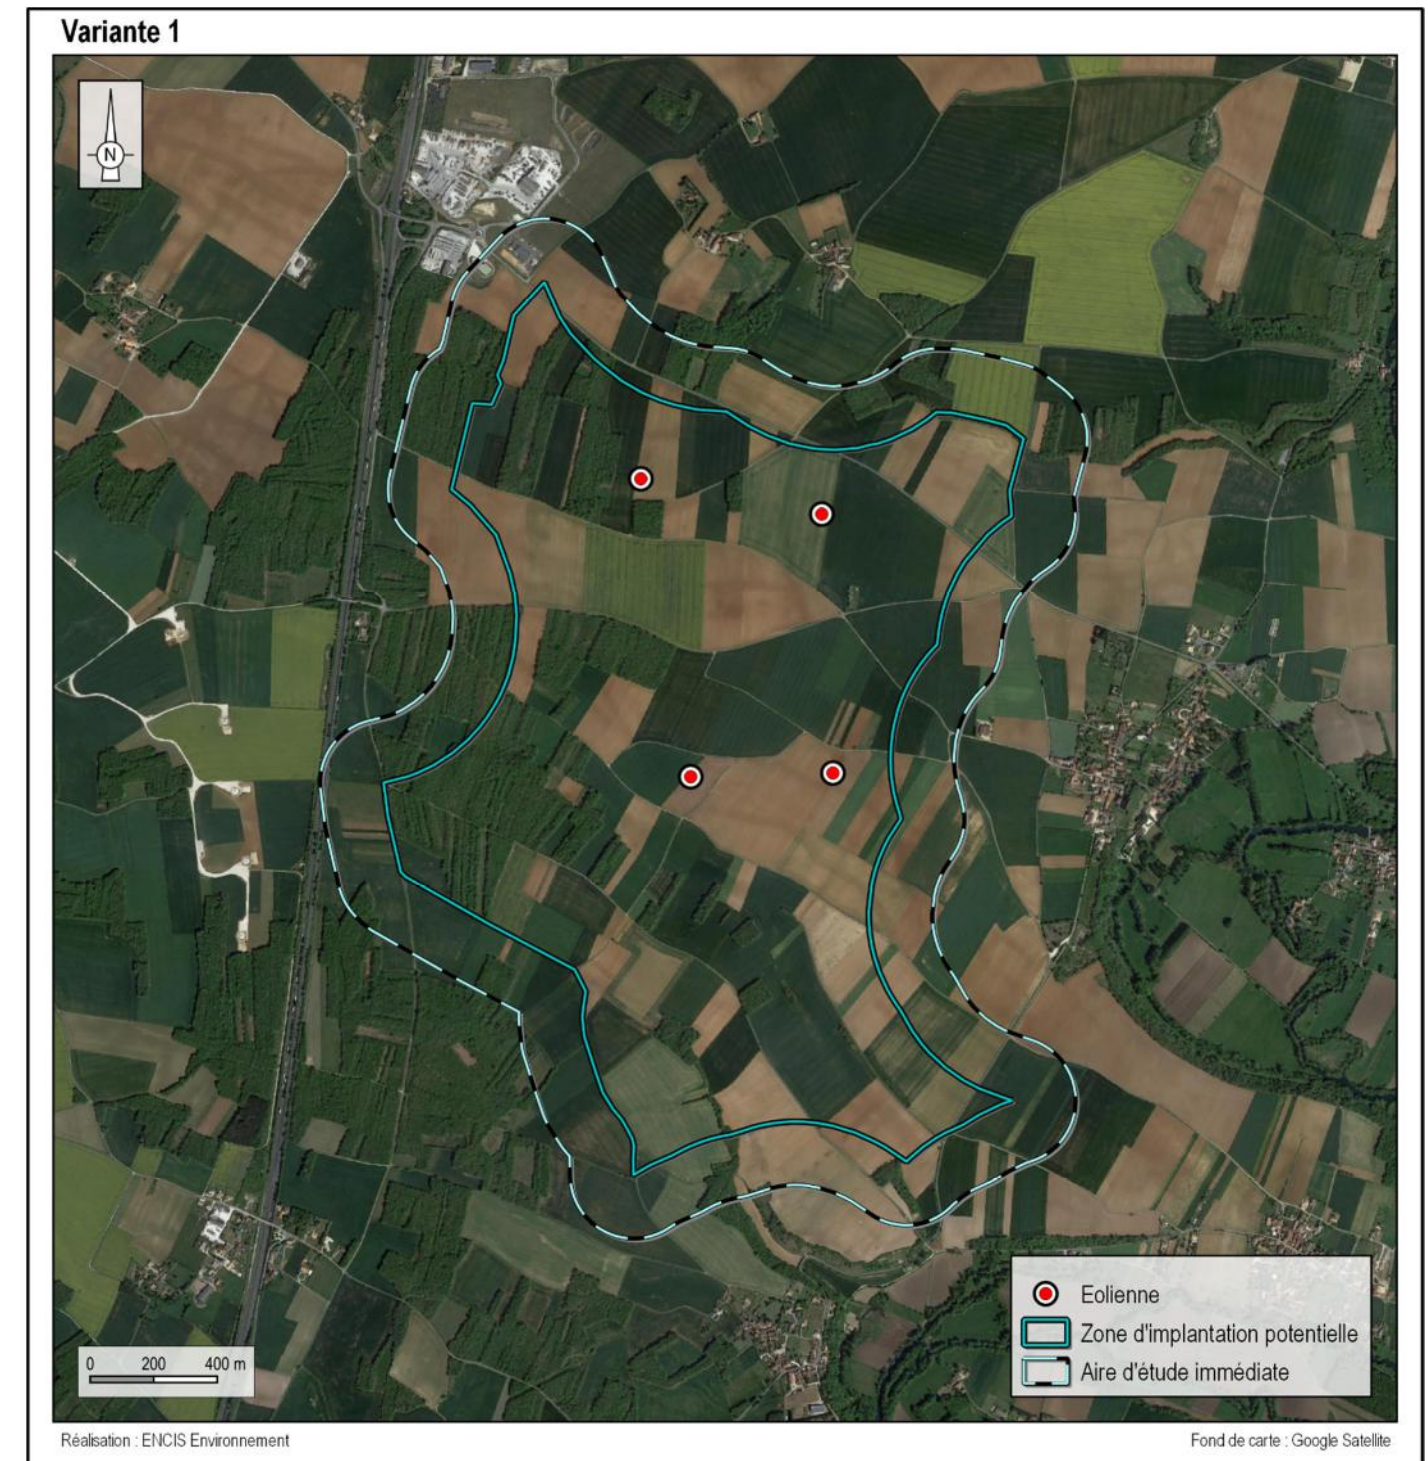 Variante 1
N
Eolienne
Zone d'implantation potentielle
Aire d'étude immédiate
0 200 400 m
Réalisation : ENCIS Environnement
Fond de carte : Google Satellite